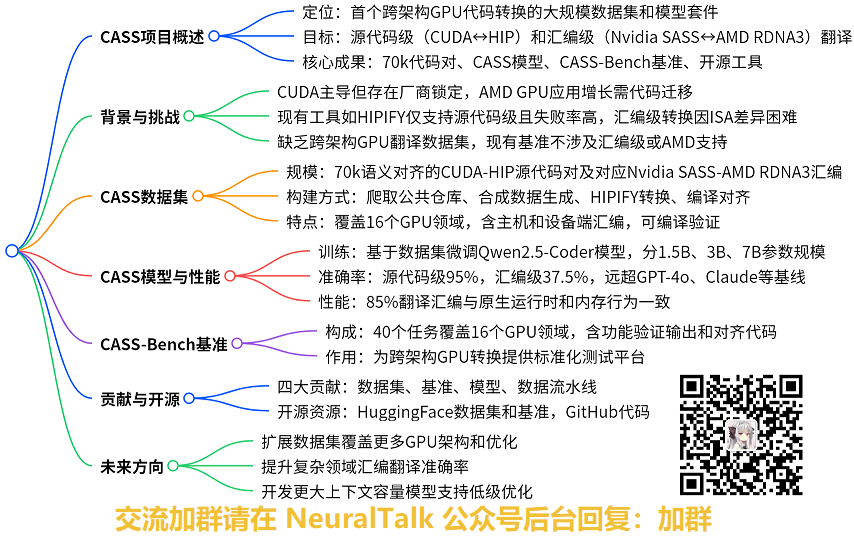 CASS项目概述
定位：首个跨架构GPU代码转换的大规模数据集和模型套件
目标：源代码级（CUDA↔HIP）和汇编级（Nvidia SASS↔AMD RDNA3）翻译
核心成果：70k代码对、CASS模型、CASS-Bench基准、开源工具
背景与挑战
CUDA主导但存在厂商锁定，AMD GPU应用增长需代码迁移
现有工具如HIPIFY仅支持源代码级且失败率高，汇编级转换因ISA差异困难
缺乏跨架构GPU翻译数据集，现有基准不涉及汇编级或AMD支持
CASS数据集
规模：70k语义对齐的CUDA-HIP源代码对及对应Nvidia SASS-AMD RDNA3汇编
构建方式：爬取公共仓库、合成数据生成、HIPIFY转换、编译对齐
特点：覆盖16个GPU领域，含主机和设备端汇编，可编译验证
CASS模型与性能
训练：基于数据集微调Qwen2.5-Coder模型，分1.5B、3B、7B参数规模
准确率：源代码级95%，汇编级37.5%，远超GPT-4o、Claude等基线
性能：85%翻译汇编与原生运行时和内存行为一致
CASS-Bench基准
构成：40个任务覆盖16个GPU领域，含功能验证输出和对齐代码
作用：为跨架构GPU转换提供标准化测试平台
贡献与开源
四大贡献：数据集、基准、模型、数据流水线
开源资源：HuggingFace数据集和基准，GitHub代码
未来方向
扩展数据集覆盖更多GPU架构和优化
提升复杂领域汇编翻译准确率
开发更大上下文容量模型支持低级优化
交流加群请在 NeuralTalk 公众号后台回复：加群